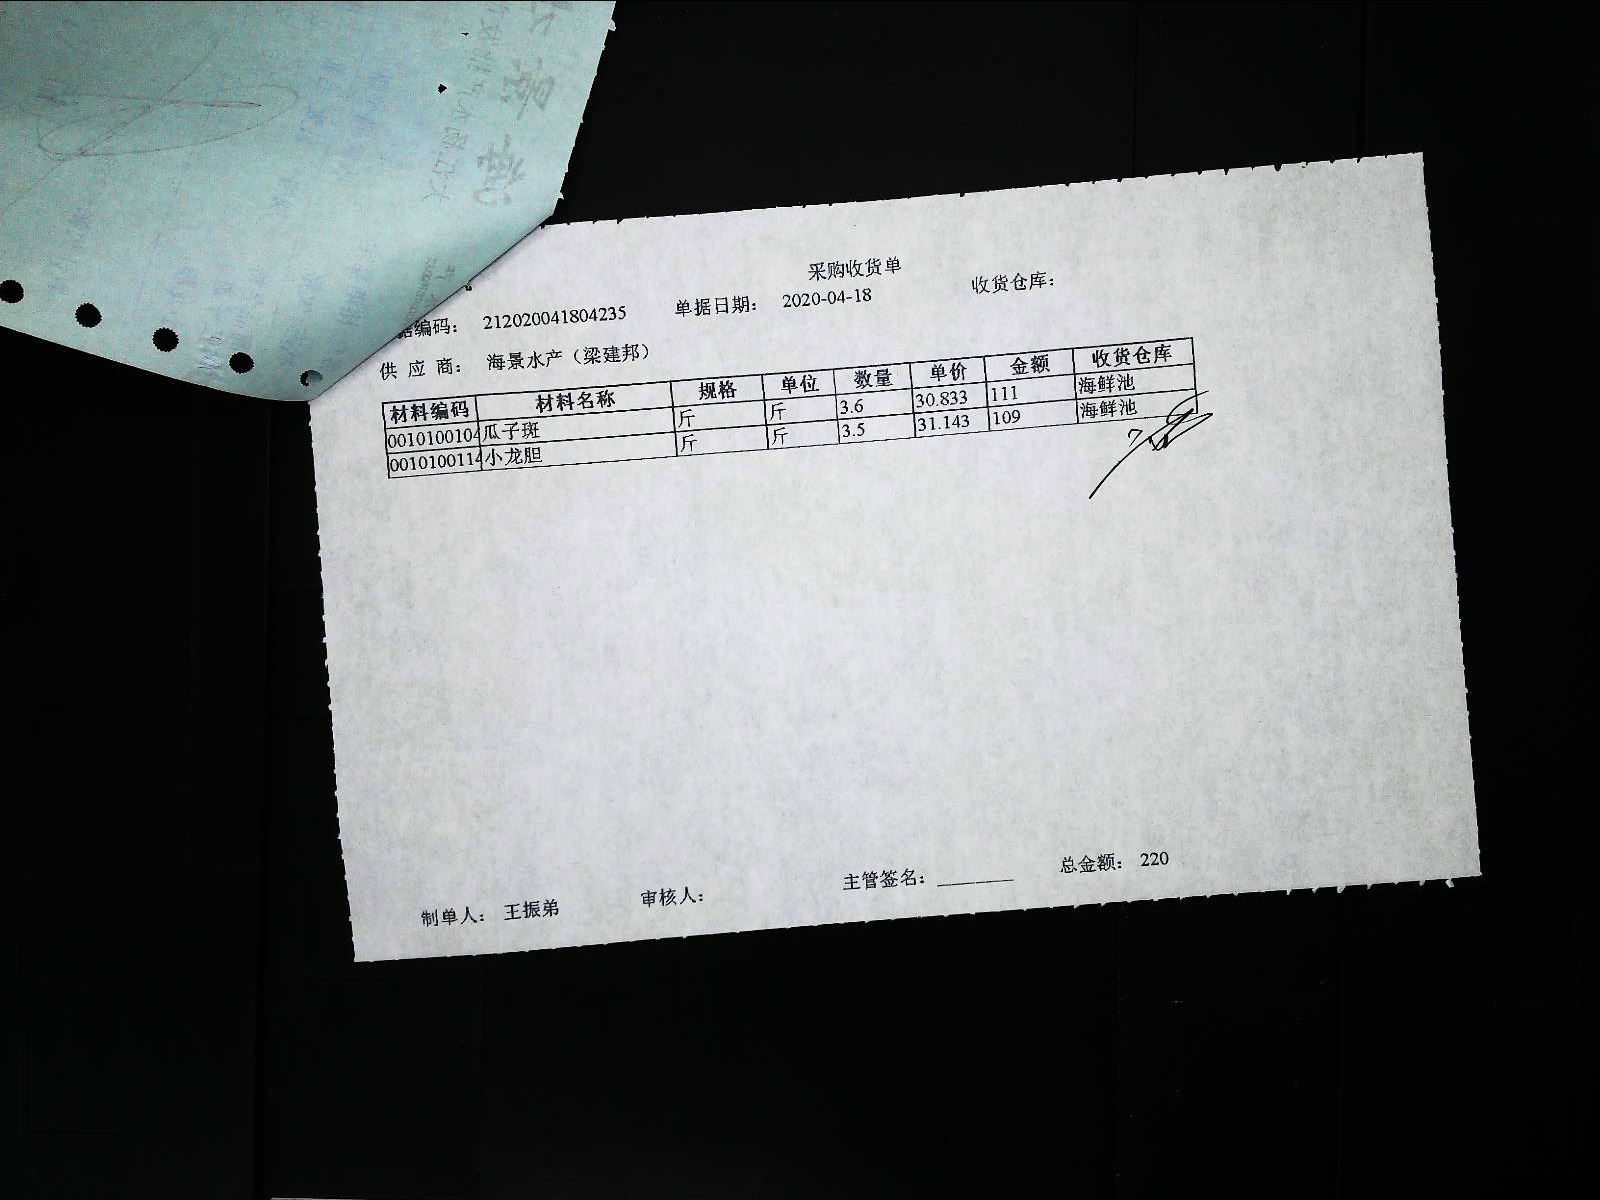 采购收货单
据编码： 212020041804235 单据日期： 2020-04-18 收货仓库：
供 应 商： 海景水产（梁建邦）
材料编码 材料名称 规格 单位 数量 单价 金额 收货仓库
0010100104 瓜子斑 斤 斤 3.6 30.833 111 海鲜池
0010100114 小龙胆 斤 斤 3.5 31.143 109 海鲜池
制单人： 王振弟 审核人： 主管签名： 总金额： 220